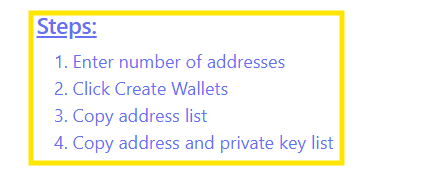 Steps:
1. Enter number of addresses
2. Click Create Wallets
3. Copy address list
4. Copy address and private key list